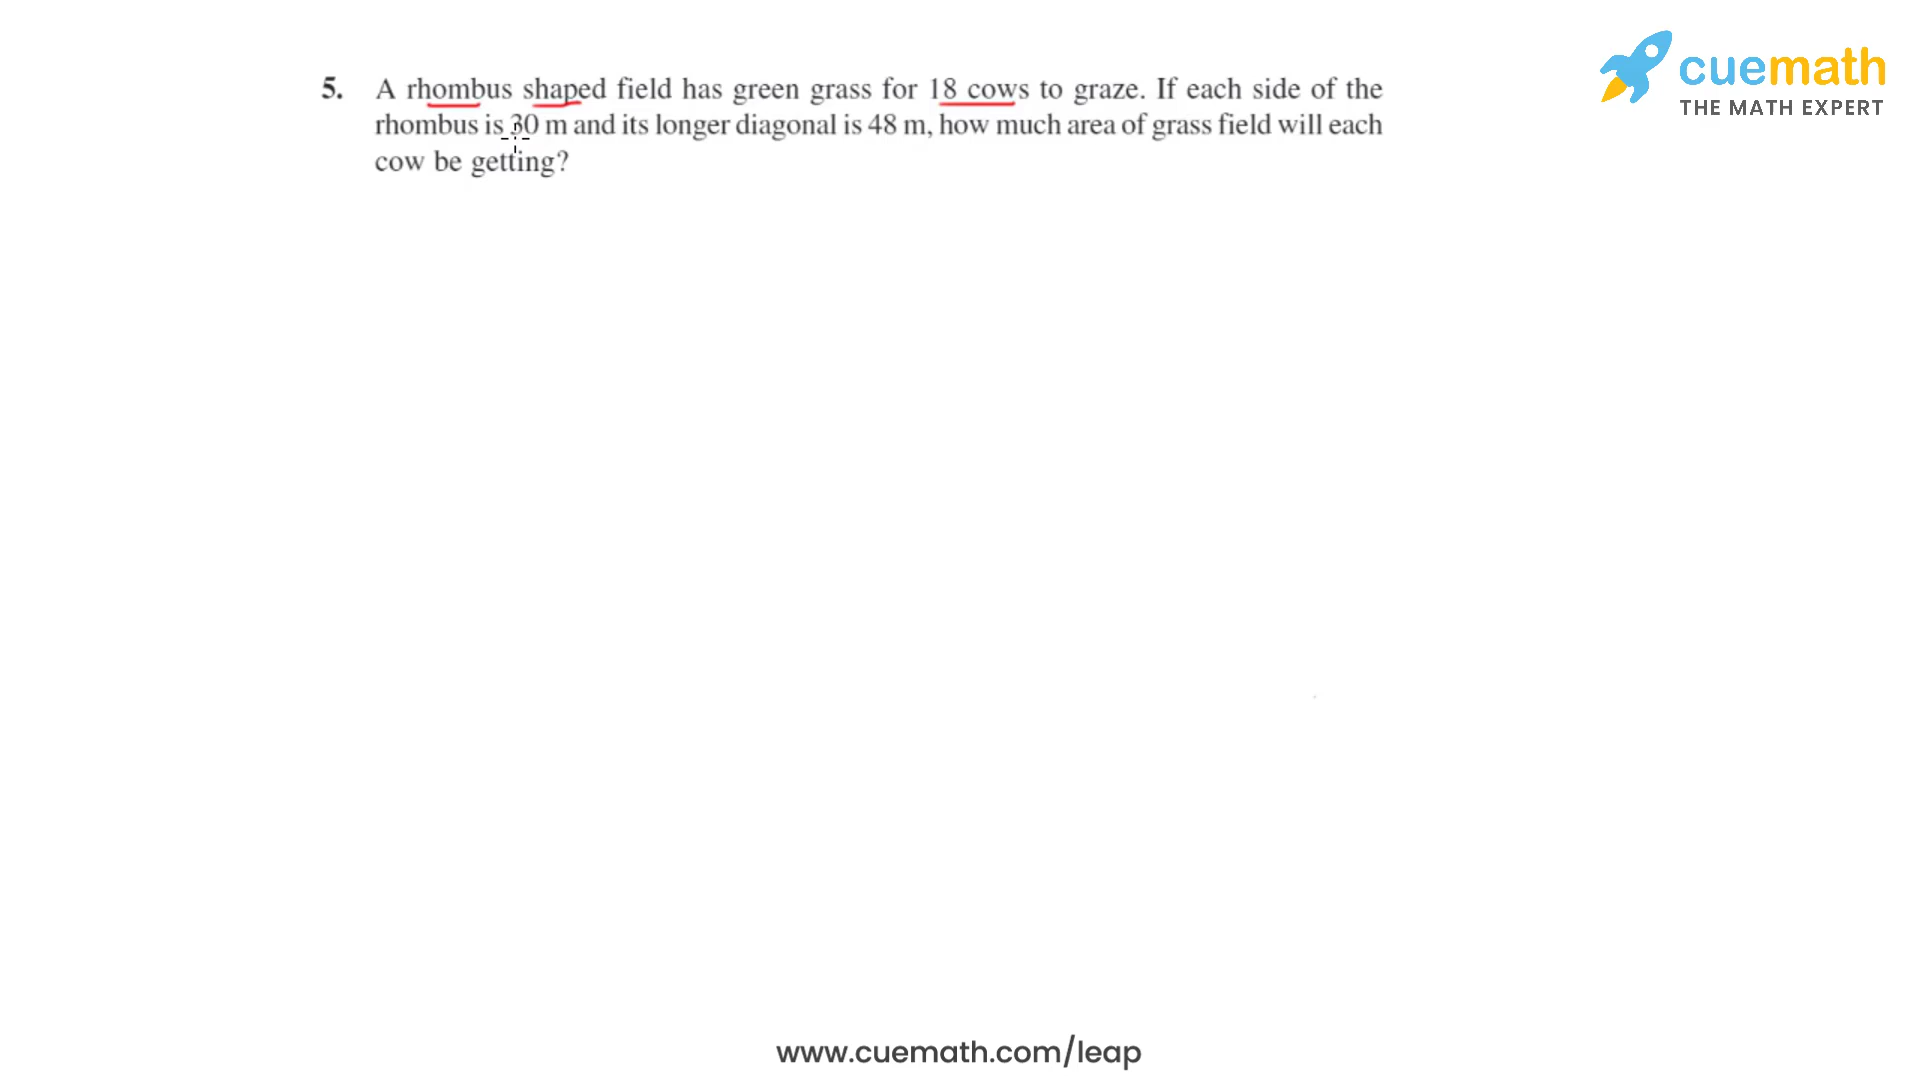 cuemath
THE MATH EXPERT
5. A rhombus shaped field has green grass for 18 cows to graze. If each side of the
rhombus is 30 m and its longer diagonal is 48 m, how much area of grass field will each
cow be getting?
www.cuemath.com/leap